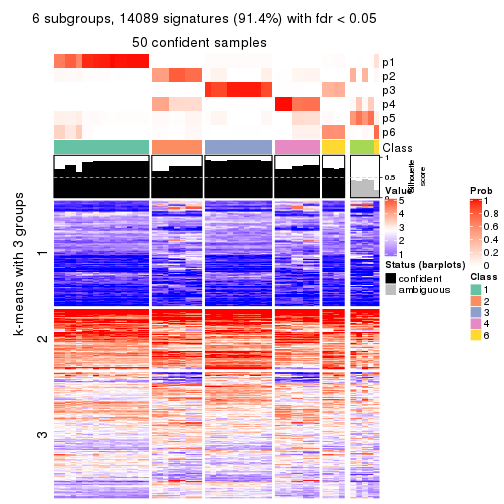 6 subgroups, 14089 signatures (91.4%) with fdr < 0.05
50 confident samples
p1
p2
p3
p4
p5
p6
Class
1
0.5
0
Silhouette
score
k-means with 3 groups
1
2
3
Value
5
4
3
2
1
Status (barplots)
confident
ambiguous
Prob
1
0.8
0.6
0.4
0.2
0
Class
1
2
3
4
6